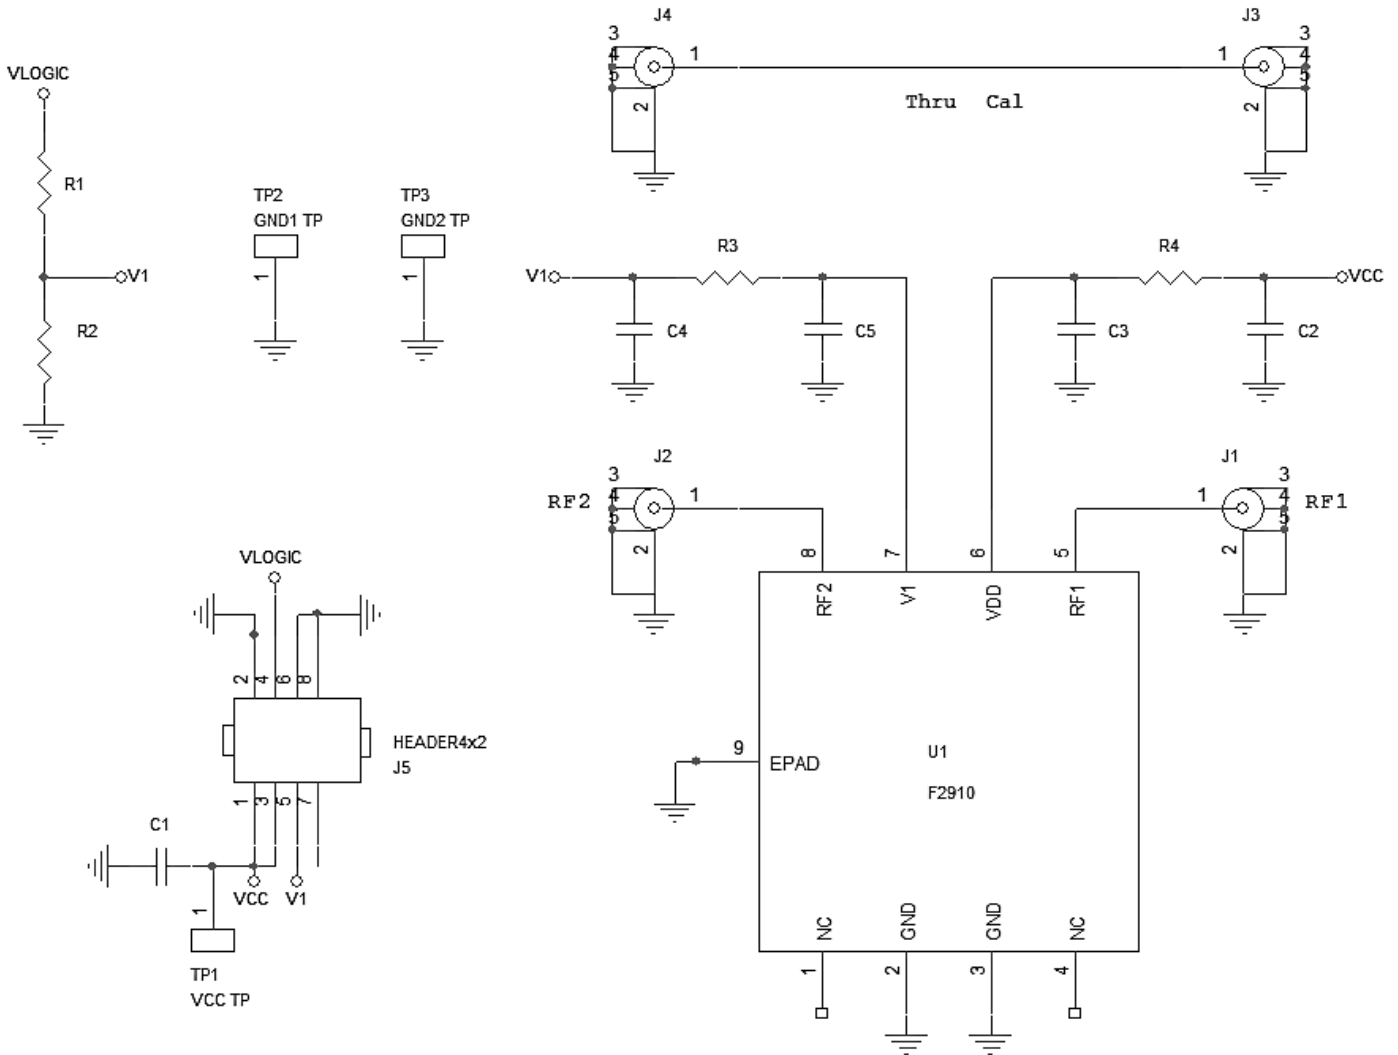 J4
J3
3
4
5
1
2
1
3
4
5
2
Thru Cal
VLOGIC
R1
V1
R2
TP2
GND1 TP
1
TP3
GND2 TP
1
V1
R3
C4
C5
R4
VCC
C3
C2
J2
RF2
3
4
5
1
2
J1
RF1
1
3
4
5
2
8
7
6
5
RF2
V1
VDD
RF1
9
EPAD
U1
F2910
NC
GND
GND
NC
1
2
3
4
VLOGIC
2
4
6
8
HEADER4x2
J5
1
3
5
7
C1
VCC
V1
1
TP1
VCC TP